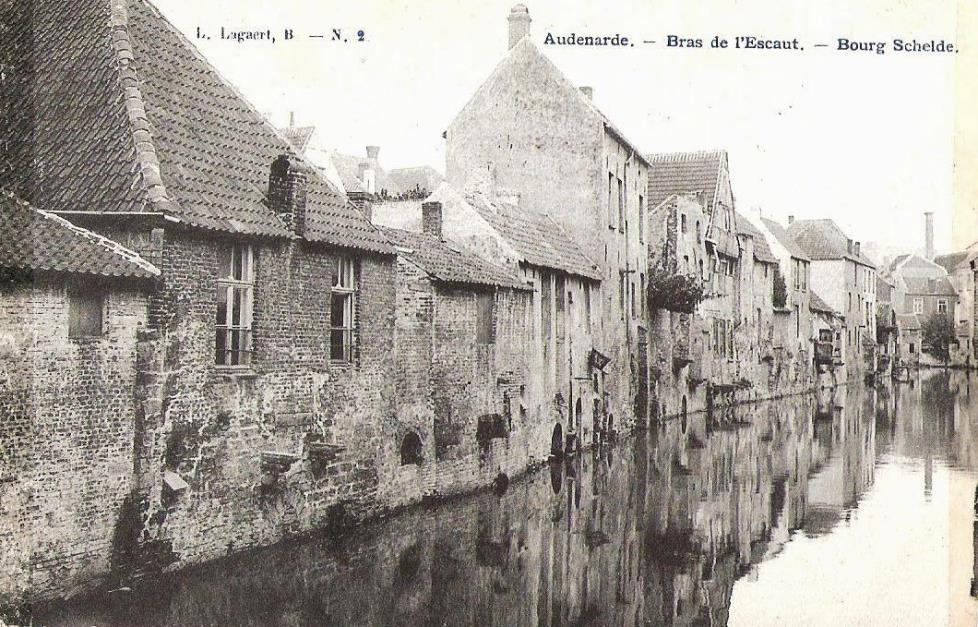 L. Lagaert, B — N. 2
Audenarde. — Bras de l'Escaut. — Bourg Schelde.